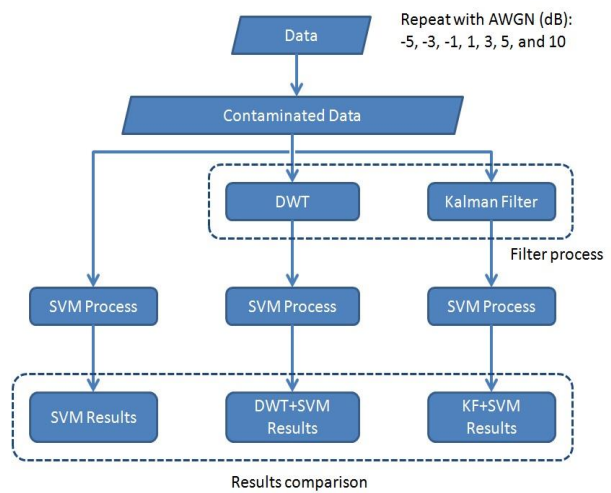 Repeat with AWGN (dB):
-5, -3, -1, 1, 3, 5, and 10
Data
Contaminated Data
DWT
Kalman Filter
Filter process
SVM Process
SVM Process
SVM Process
SVM Results
DWT+SVM
Results
KF+SVM
Results
Results comparison